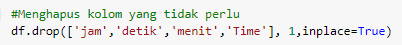 #Menghapus kolom yang tidak perlu
df.drop(['jam','detik','menit','Time'], 1,inplace=True)